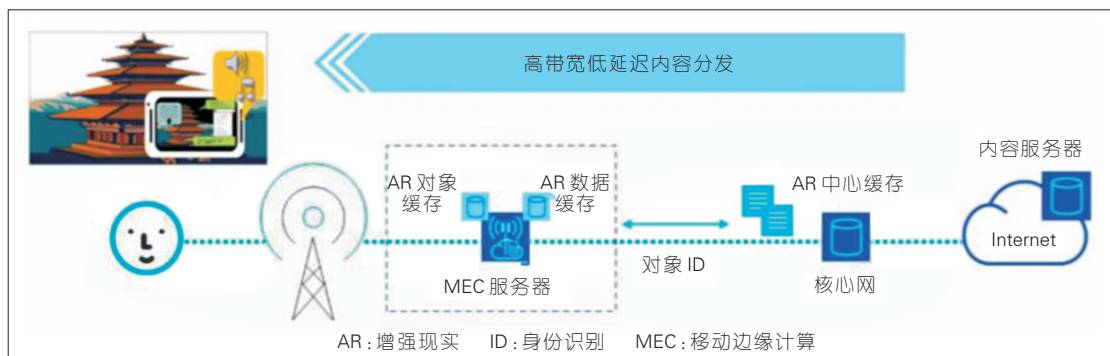 高带宽低延迟内容分发
内容服务器
AR 对象
缓存
AR 数据
缓存
AR 中心缓存
Internet
对象 ID
MEC 服务器
核心网
AR：增强现实 ID：身份识别 MEC：移动边缘计算